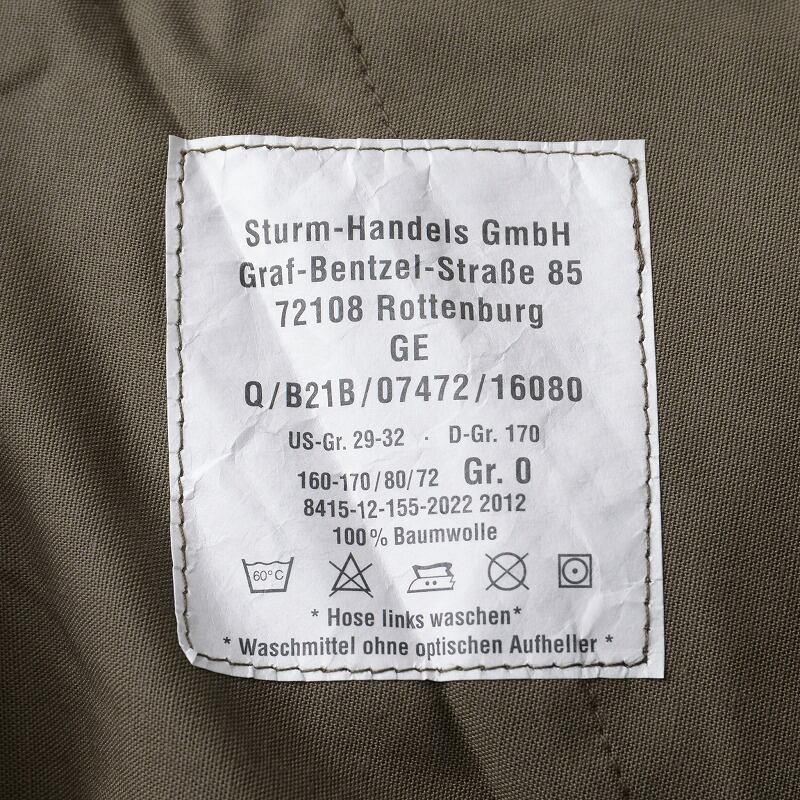 Sturm-Handels GmbH
Graf-Bentzel-Straße 85
72108 Rottenburg
GE
Q/B21B/07472/16080
US-Gr. 29-32 · D-Gr. 170
160-170/80/72 Gr. 0
8415-12-155-2022 2012
100% Baumwolle
60°C
* Hose links waschen*
* Waschmittel ohne optischen Aufheller *